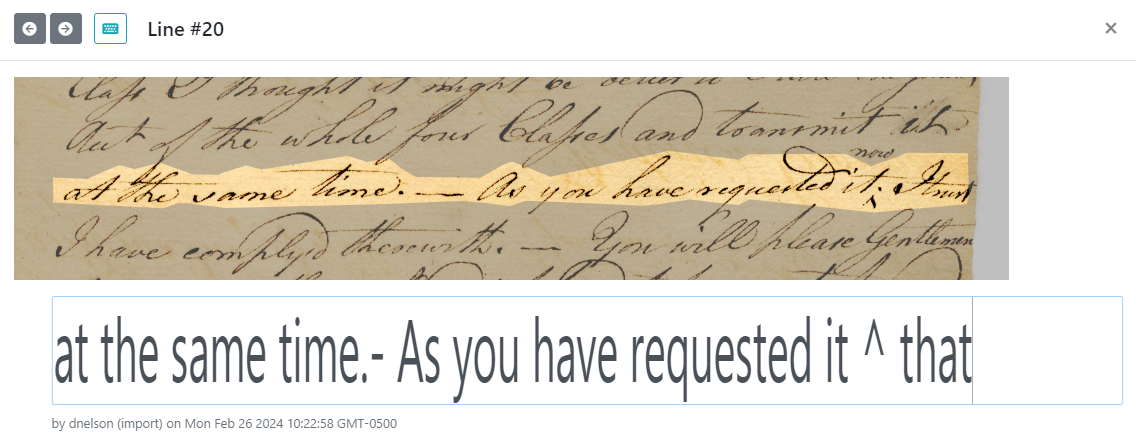 Line #20
Claſs I thought it might be better to
of the whole four Claſses and transmit it
now
at the same time. — As you have requested it ^ I trust
I have comply'd therewith. — You will please Gentlemen
at the same time.- As you have requested it ^ that
by dnelson (import) on Mon Feb 26 2024 10:22:58 GMT-0500